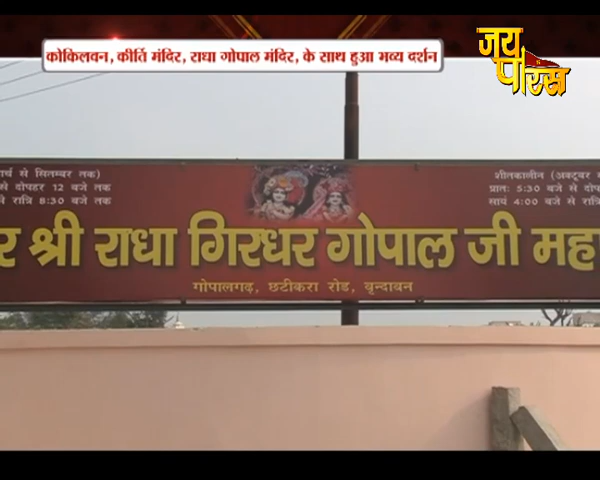 कोकिलवन, कीर्ति मंदिर, राधा गोपाल मंदिर, के साथ हुआ भव्य दर्शन
जय
पारस
र्च से सितम्बर तक)
से दोपहर 12 बजे तक
से रात्रि 8:30 बजे तक
शीतकालीन (अक्टूबर
प्रातः 5:30 बजे से दो
सायं 4:00 बजे से रा
र श्री राधा गिरधर गोपाल जी महा
गोपालगढ़, छटीकरा रोड, वृन्दावन